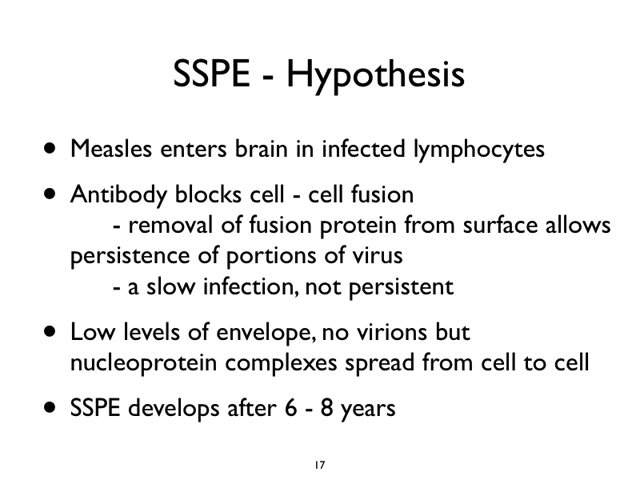 SSPE - Hypothesis
• Measles enters brain in infected lymphocytes
• Antibody blocks cell - cell fusion
- removal of fusion protein from surface allows
persistence of portions of virus
- a slow infection, not persistent
• Low levels of envelope, no virions but
nucleoprotein complexes spread from cell to cell
• SSPE develops after 6 - 8 years
17